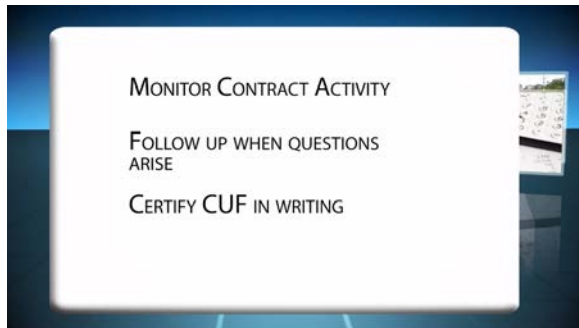 Monitor Contract Activity
Follow up when questions
arise
Certify CUF in writing